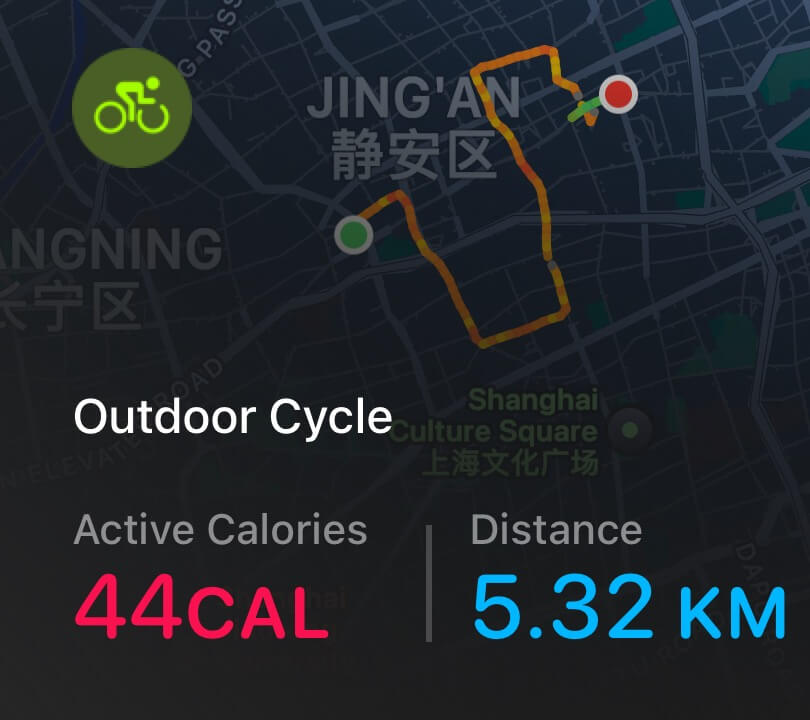 G PASS
JING'AN
静安区
ANGNING
长宁区
Outdoor Cycle
Shanghai
Culture Square
上海文化广场
N ELEVATED ROAD
Active Calories
Distance
44CAL
5.32 KM